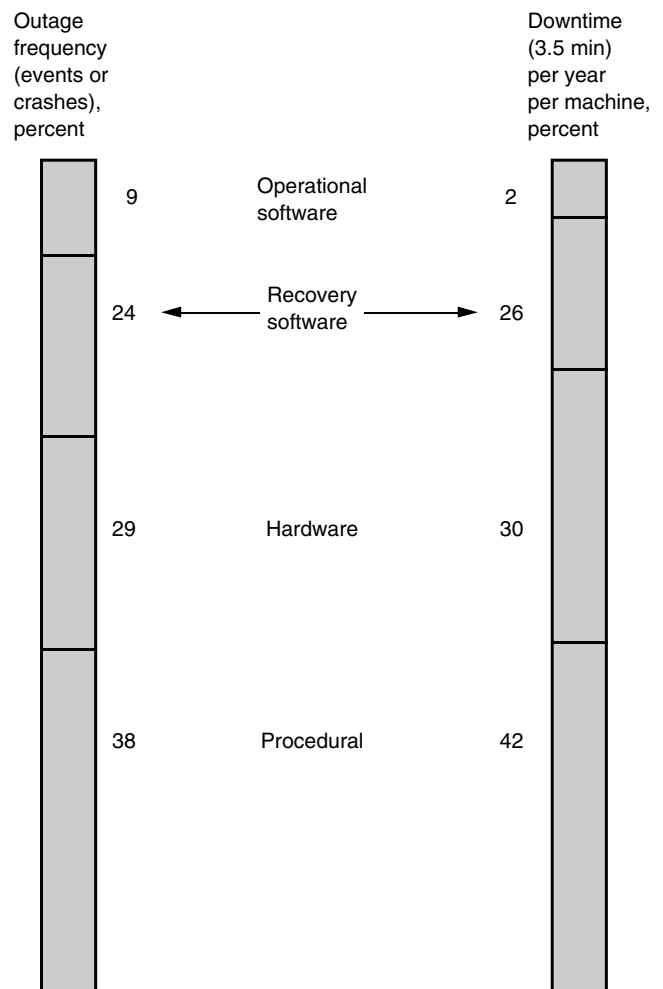 Outage
frequency
(events or
crashes),
percent
Downtime
(3.5 min)
per year
per machine,
percent
9
Operational
software
2
24
Recovery
software
26
29
Hardware
30
38
Procedural
42